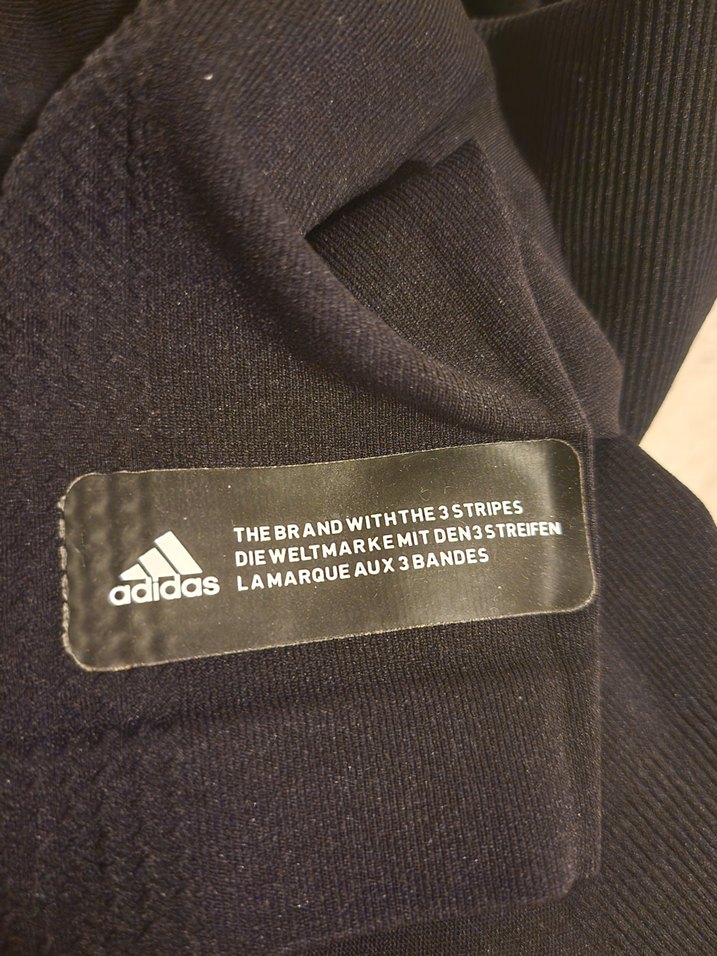 adidas
THE BRAND WITH THE 3 STRIPES
DIE WELTMARKE MIT DEN 3 STREIFEN
LA MARQUE AUX 3 BANDES